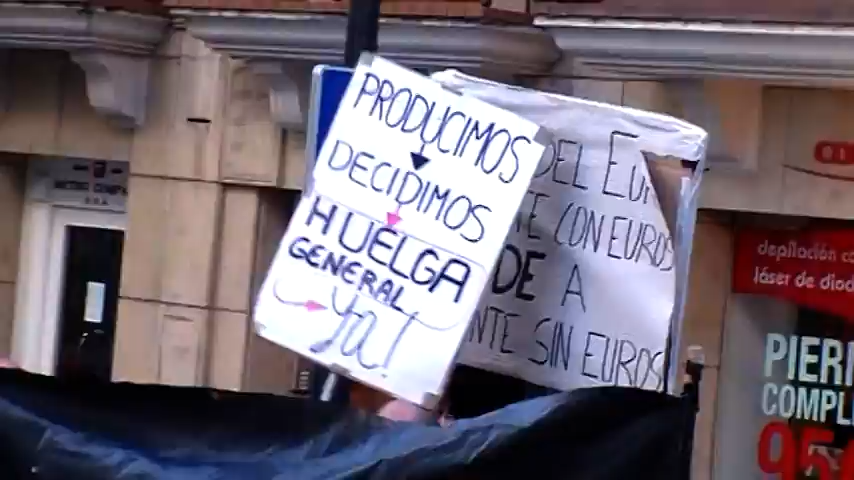 PRODUCIMOS
DECIDIMOS
HUELGA
GENERAL
Ya!
DEL EUR
TE CON EUROS
DE A
NTE SIN EUROS
depilación co
láser de diod
PIER
COMPL
95€